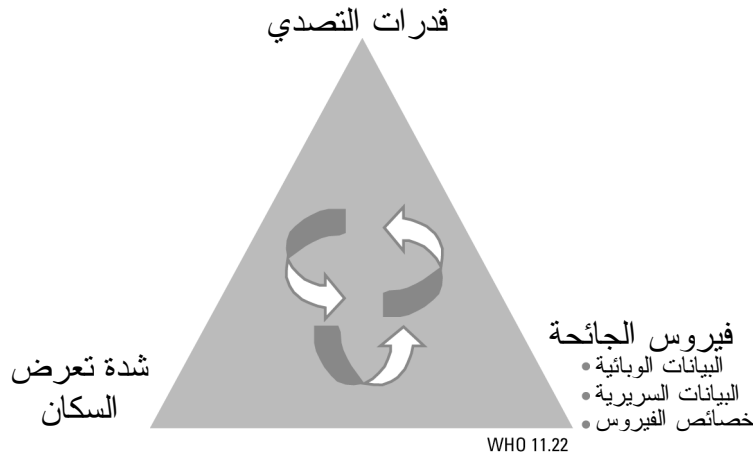 قدرات التصدي
فيروس الجائحة
البيانات الوبائية
البيانات السريرية
خصائص الفيروس
شدة تعرض
السكان
WHO 11.22